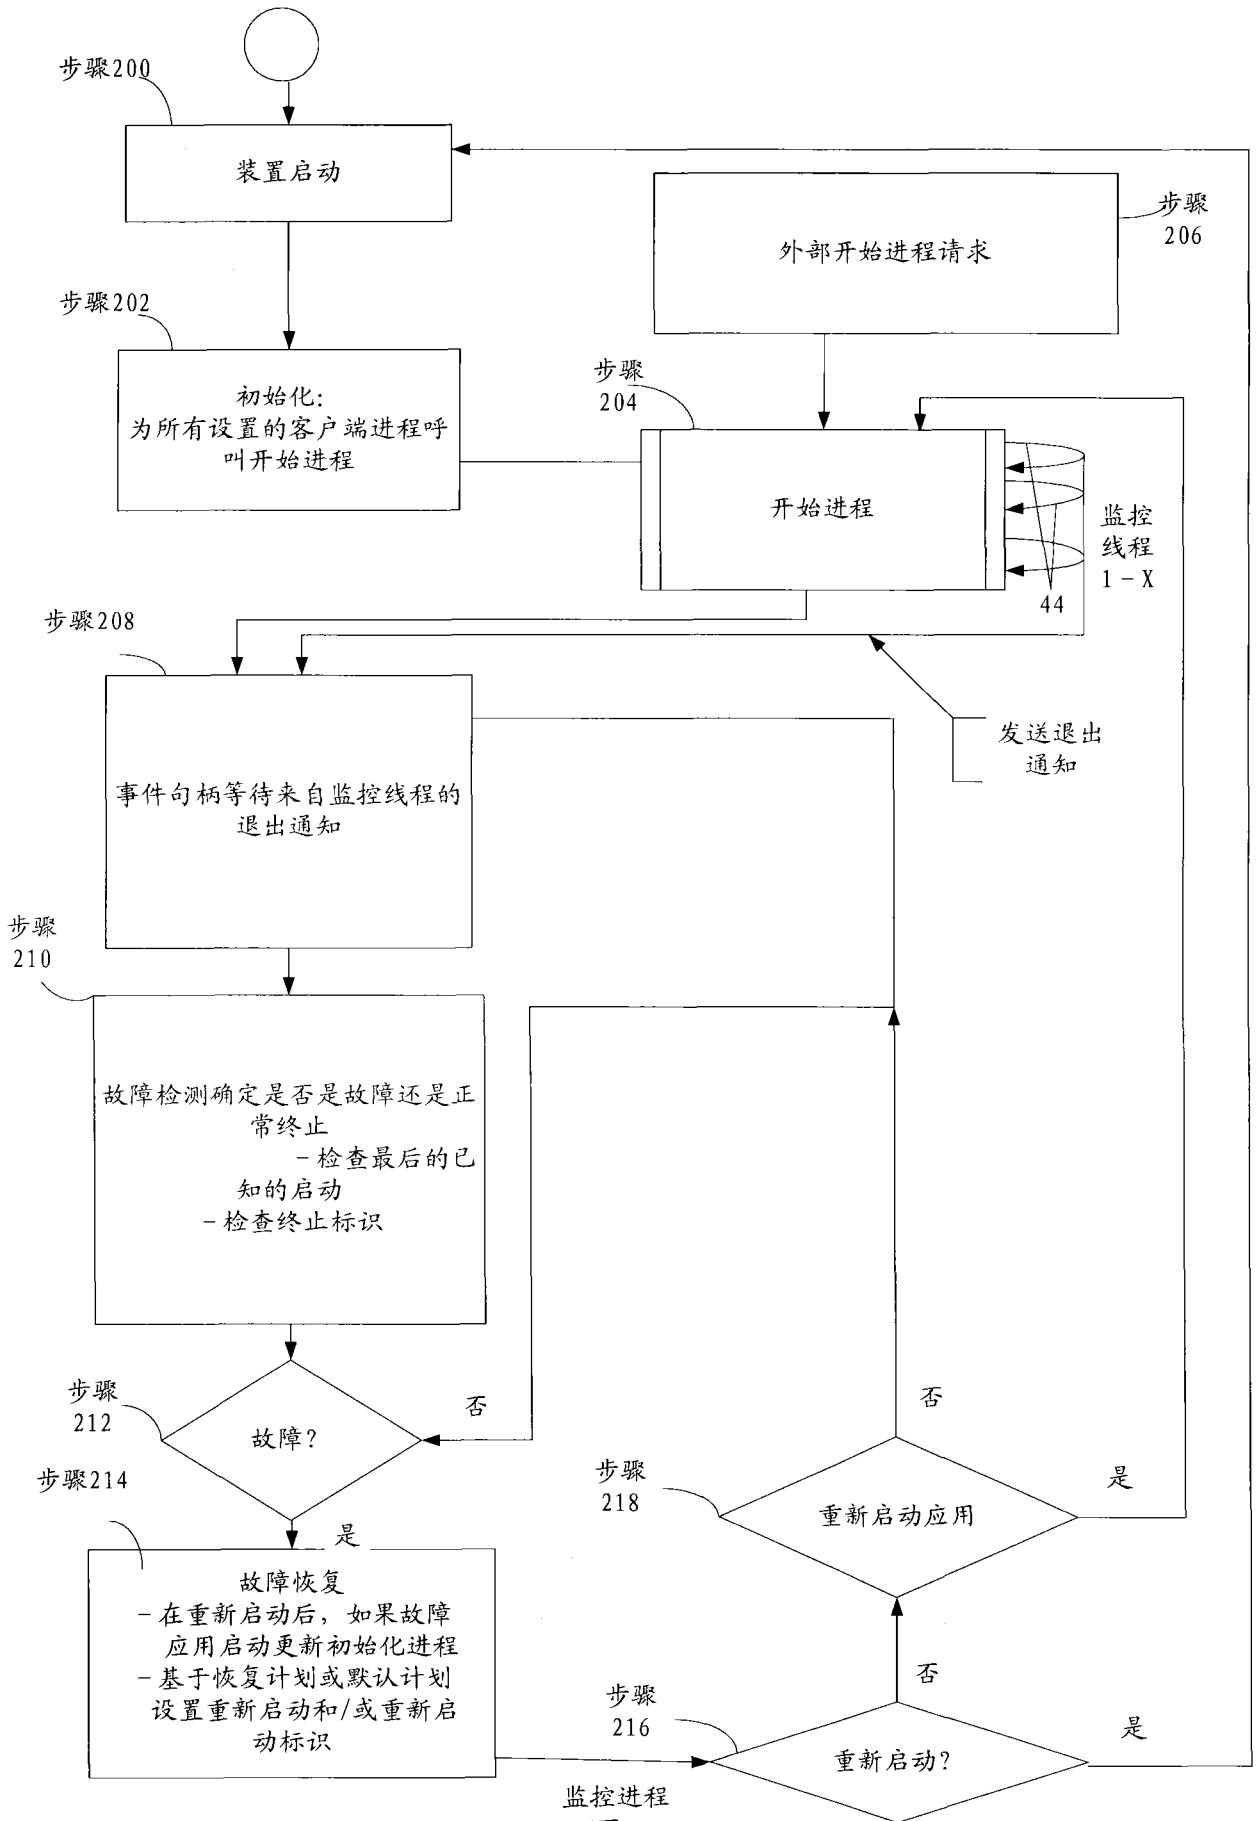 步骤200
装置启动
步骤
206
外部开始进程请求
步骤202
初始化:
为所有设置的客户端进程呼
叫开始进程
步骤
204
开始进程
监控
线程
1-X
44
步骤208
发送退出
通知
事件句柄等待来自监控线程的
退出通知
步骤
210
故障检测确定是否是故障还是正
常终止
-检查最后的已
知的启动
-检查终止标识
步骤
212
故障?
否
步骤214
是
故障恢复
-在重新启动后，如果故障
应用启动更新初始化进程
-基于恢复计划或默认计划
设置重新启动和/或重新启
动标识
否
步骤
218
重新启动应用
是
否
步骤
216
重新启动?
是
监控进程